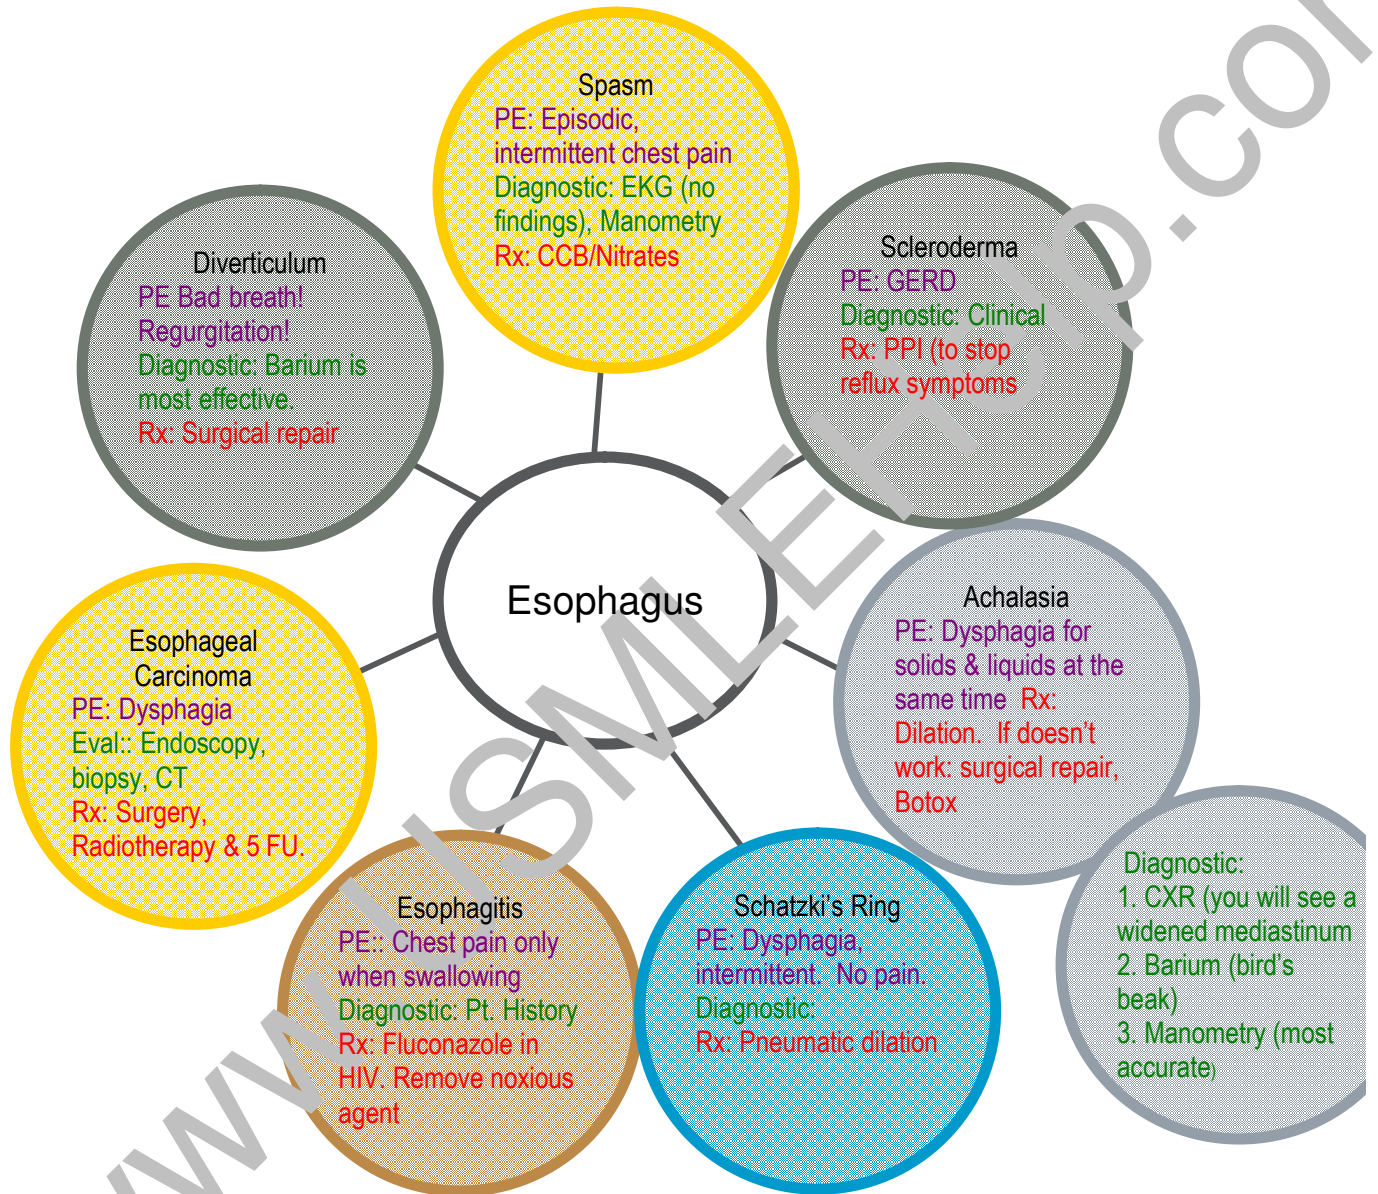 Spasm
PE: Episodic,
intermittent chest pain
Diagnostic: EKG (no
findings), Manometry
Rx: CCB/Nitrates
Scleroderma
PE: GERD
Diagnostic: Clinical
Rx: PPI (to stop
reflux symptoms
Diverticulum
PE Bad breath!
Regurgitation!
Diagnostic: Barium is
most effective.
Rx: Surgical repair
Esophagus
Achalasia
PE: Dysphagia for
solids & liquids at the
same time Rx:
Dilation. If doesn't
work: surgical repair,
Botox
Esophageal
Carcinoma
PE: Dysphagia
Eval:: Endoscopy,
biopsy, CT
Rx: Surgery,
Radiotherapy & 5 FU.
Diagnostic:
1. CXR (you will see a
widened mediastinum
2. Barium (bird's
beak)
3. Manometry (most
accurate)
Esophagitis
PE:: Chest pain only
when swallowing
Diagnostic: Pt. History
Rx: Fluconazole in
HIV. Remove noxious
agent
Schatzki's Ring
PE: Dysphagia,
intermittent. No pain.
Diagnostic:
Rx: Pneumatic dilation